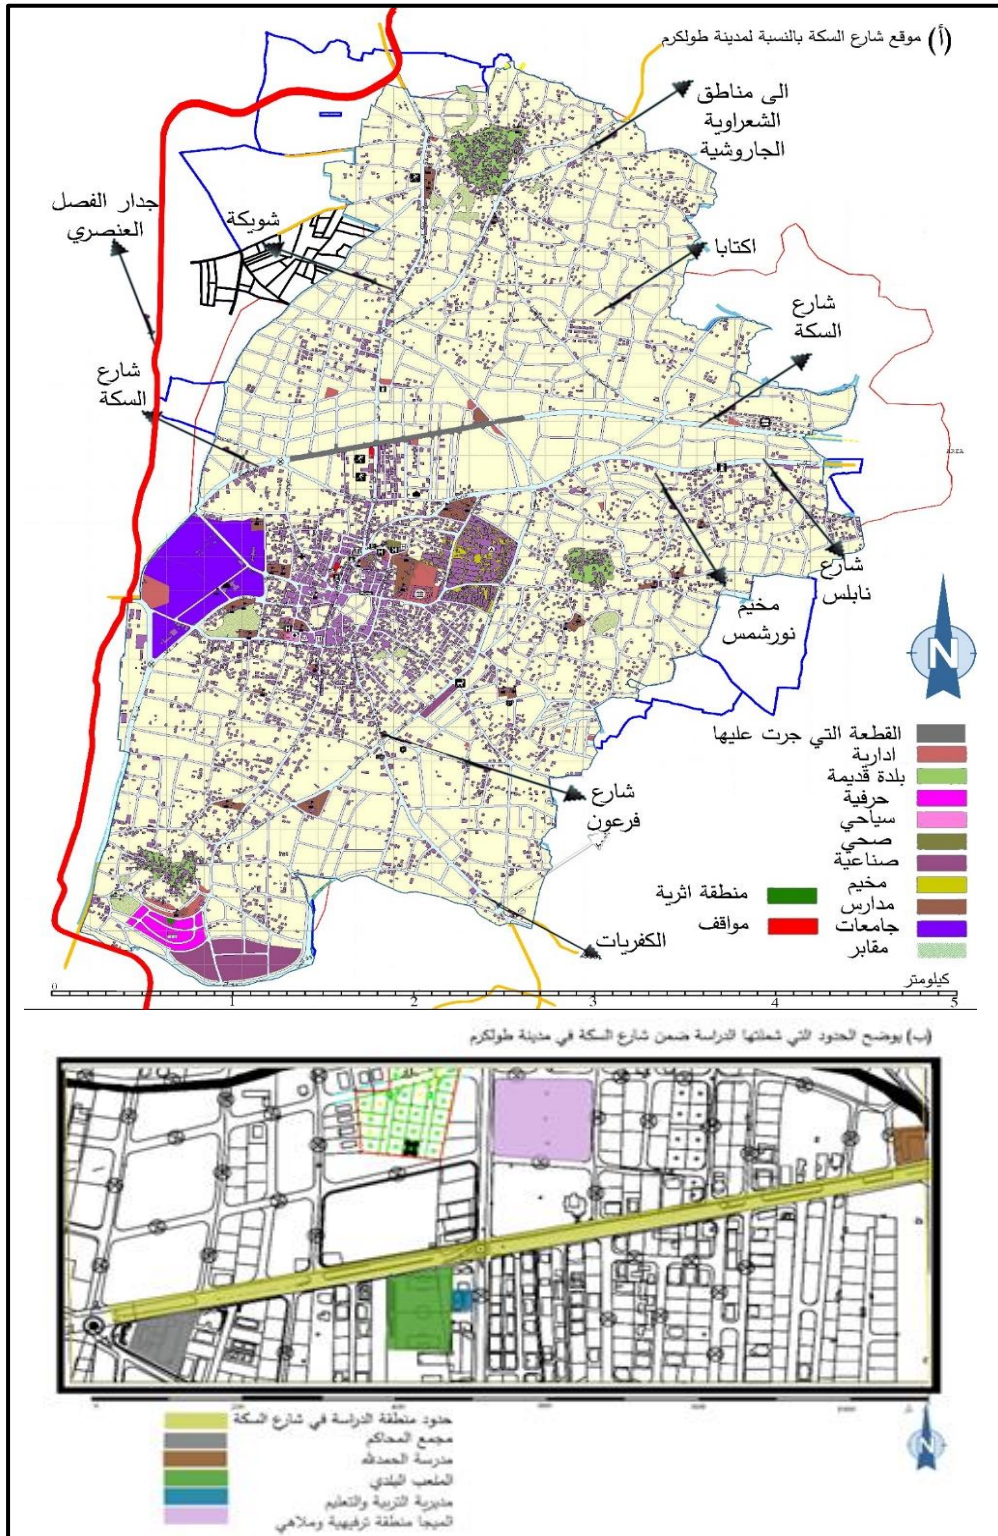 (أ) موقع شارع السكة بالنسبة لمدينة طولكرم
الى مناطق
الشعراوية
الجاروشية
جدار الفصل
العنصري
شويكة
اكتابا
شارع
السكة
شارع
السكة
شارع
نابلس
مخيم
نورشمس
N
القطعة التي جرت عليها
ادارية
بلدة قديمة
حرفية
سياحي
صحي
صناعية
مخيم
مدارس
جامعات
مقابر
منطقة اثرية
مواقف
شارع
فرعون
الكفريات
كيلومتر
0 1 2 3 4 5
(ب) يوضح الحدود التي شملتها الدراسة ضمن شارع السكة في مدينة طولكرم
حدود منطقة الدراسة في شارع السكة
مجمع المحاكم
مدرسة الحمدلله
الملعب البلدي
مديرية التربية والتعليم
الميجا منطقة ترفيهية وملاهي
N